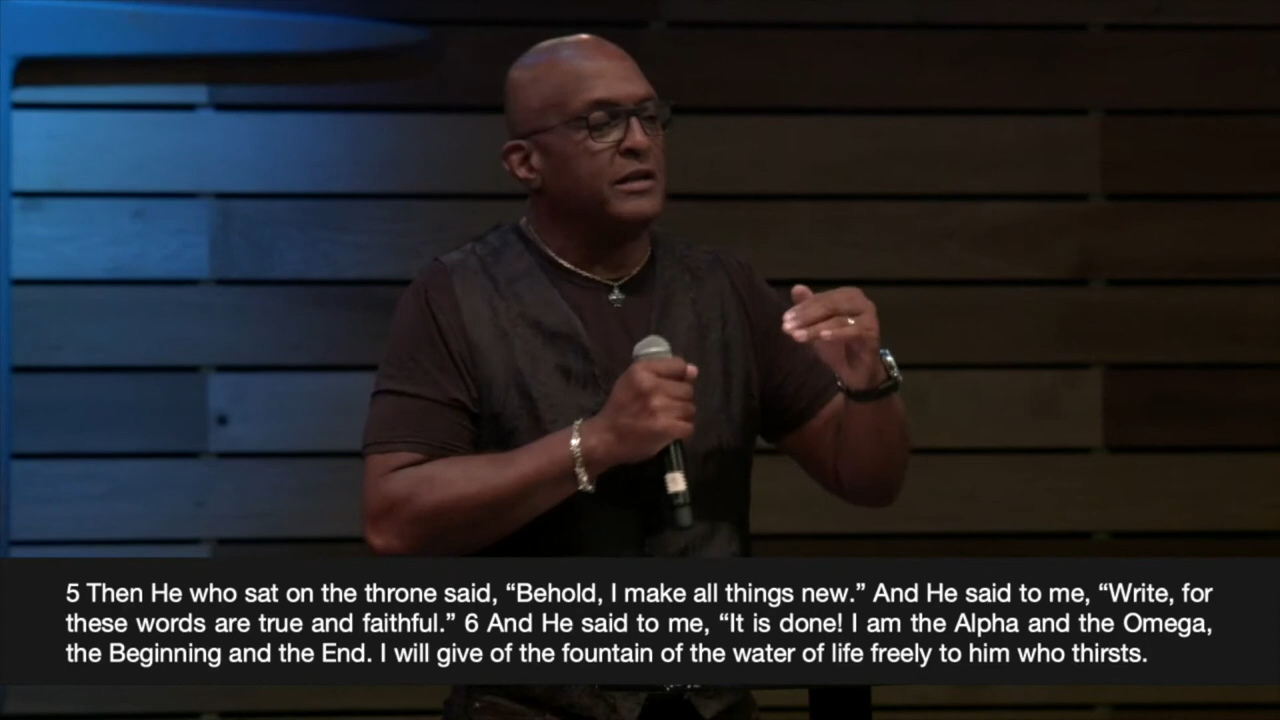 5 Then He who sat on the throne said, “Behold, I make all things new.” And He said to me, “Write, for
these words are true and faithful.” 6 And He said to me, “It is done! I am the Alpha and the Omega,
the Beginning and the End. I will give of the fountain of the water of life freely to him who thirsts.